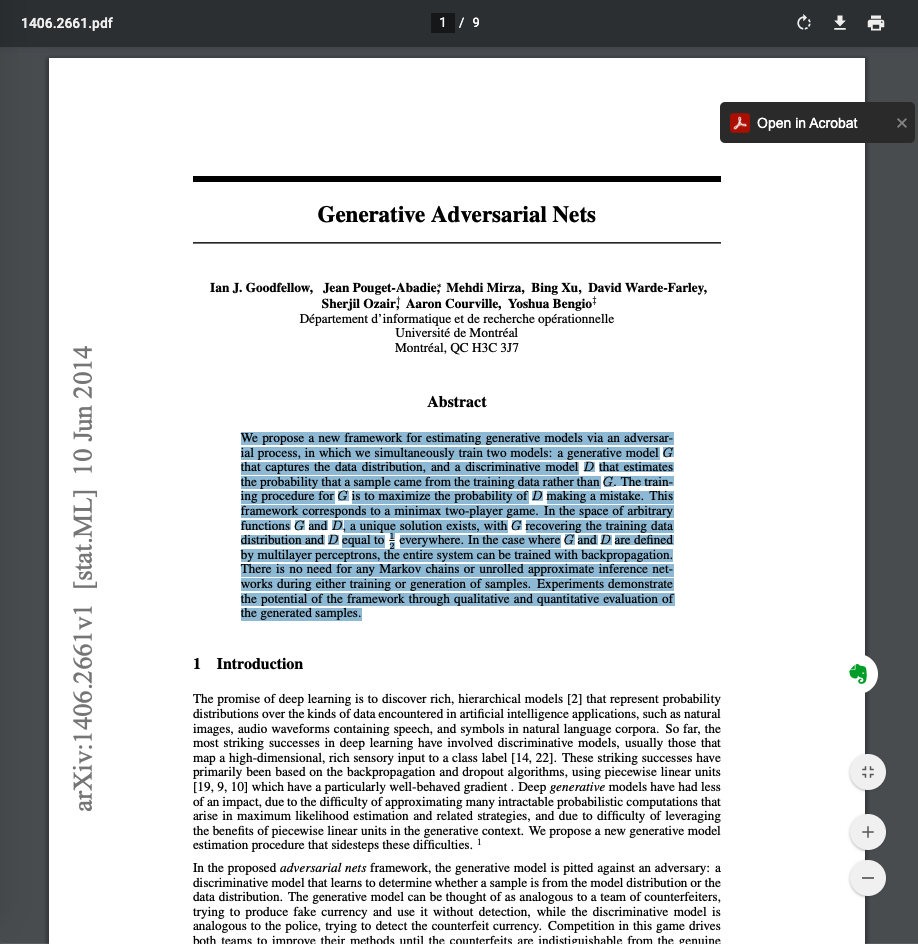 1406.2661.pdf
1 / 9
Open in Acrobat
Generative Adversarial Nets
Ian J. Goodfellow, Jean Pouget-Abadie,* Mehdi Mirza, Bing Xu, David Warde-Farley,
Sherjil Ozair,† Aaron Courville, Yoshua Bengio‡
Département d'informatique et de recherche opérationnelle
Université de Montréal
Montréal, QC H3C 3J7
arXiv:1406.2661v1 [stat.ML] 10 Jun 2014
Abstract
We propose a new framework for estimating generative models via an adversar-
ial process, in which we simultaneously train two models: a generative model G
that captures the data distribution, and a discriminative model D that estimates
the probability that a sample came from the training data rather than G. The train-
ing procedure for G is to maximize the probability of D making a mistake. This
framework corresponds to a minimax two-player game. In the space of arbitrary
functions G and D, a unique solution exists, with G recovering the training data
distribution and D equal to 1/2 everywhere. In the case where G and D are defined
by multilayer perceptrons, the entire system can be trained with backpropagation.
There is no need for any Markov chains or unrolled approximate inference net-
works during either training or generation of samples. Experiments demonstrate
the potential of the framework through qualitative and quantitative evaluation of
the generated samples.
1 Introduction
The promise of deep learning is to discover rich, hierarchical models [2] that represent probability
distributions over the kinds of data encountered in artificial intelligence applications, such as natural
images, audio waveforms containing speech, and symbols in natural language corpora. So far, the
most striking successes in deep learning have involved discriminative models, usually those that
map a high-dimensional, rich sensory input to a class label [14, 22]. These striking successes have
primarily been based on the backpropagation and dropout algorithms, using piecewise linear units
[19, 9, 10] which have a particularly well-behaved gradient . Deep generative models have had less
of an impact, due to the difficulty of approximating many intractable probabilistic computations that
arise in maximum likelihood estimation and related strategies, and due to difficulty of leveraging
the benefits of piecewise linear units in the generative context. We propose a new generative model
estimation procedure that sidesteps these difficulties. 1
In the proposed adversarial nets framework, the generative model is pitted against an adversary: a
discriminative model that learns to determine whether a sample is from the model distribution or the
data distribution. The generative model can be thought of as analogous to a team of counterfeiters,
trying to produce fake currency and use it without detection, while the discriminative model is
analogous to the police, trying to detect the counterfeit currency. Competition in this game drives
both teams to improve their methods until the counterfeits are indistiguishable from the genuine